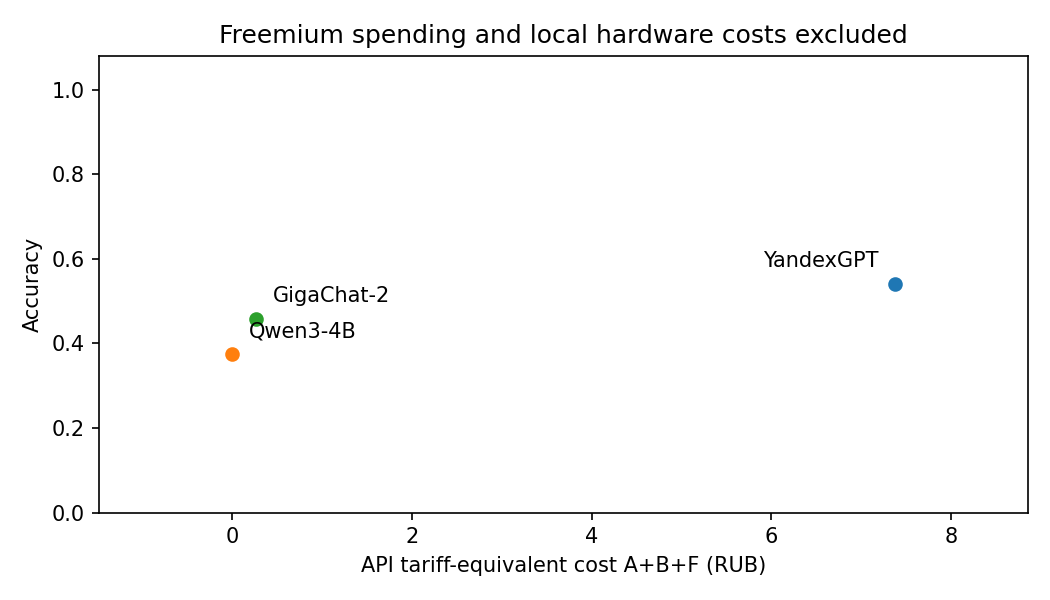 Freemium spending and local hardware costs excluded
1.0
0.8
0.6
0.4
0.2
0.0
Accuracy
YandexGPT
GigaChat-2
Qwen3-4B
0 2 4 6 8
API tariff-equivalent cost A+B+F (RUB)